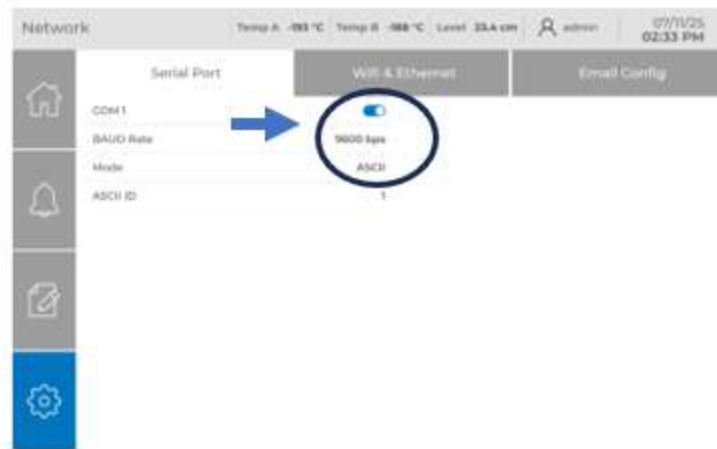 Network Temp A -193 °C Temp B -188 °C Level 23.4 cm admin 07/11/25
02:33 PM
Serial Port Wifi & Ethernet Email Config
COM 1
BAUD Rate 9600 bps
Mode ASCII
ASCII ID 1